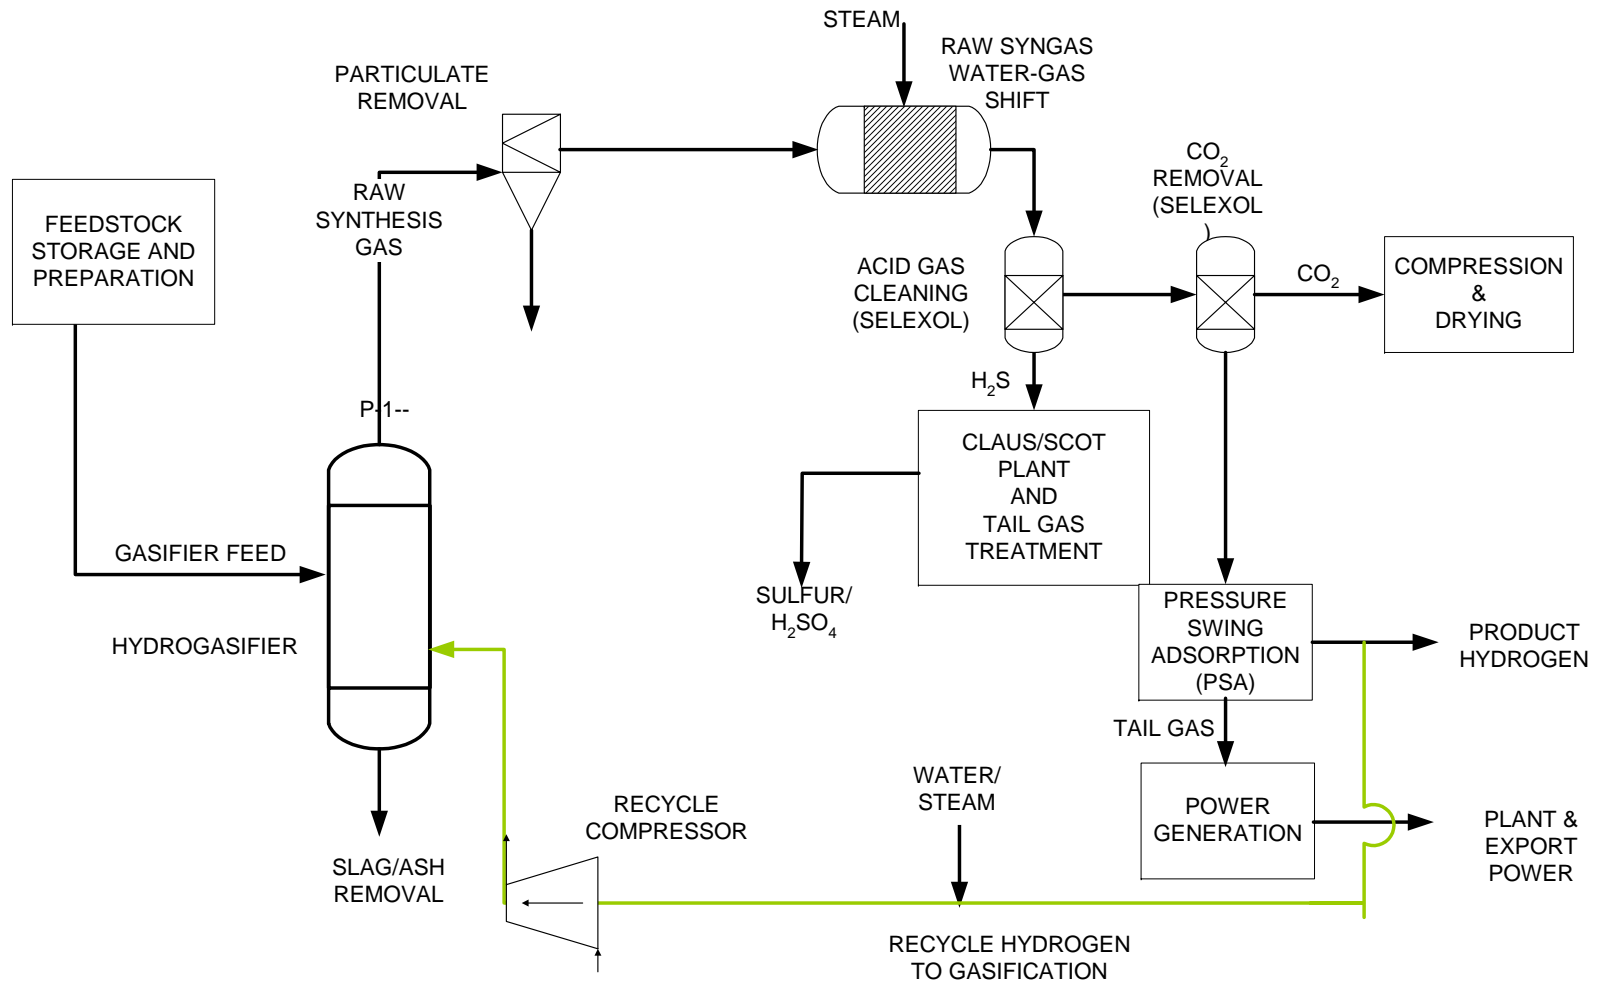 STEAM
RAW SYNGAS
WATER-GAS
SHIFT
PARTICULATE
REMOVAL
CO2
REMOVAL
(SELEXOL
)
RAW
SYNTHESIS
GAS
FEEDSTOCK
STORAGE AND
PREPARATION
ACID GAS
CLEANING
(SELEXOL)
CO2
COMPRESSION
&
DRYING
H2S
P-1--
CLAUS/SCOT
PLANT
AND
TAIL GAS
TREATMENT
GASIFIER FEED
SULFUR/
H2SO4
PRESSURE
SWING
ADSORPTION
(PSA)
PRODUCT
HYDROGEN
HYDROGASIFIER
TAIL GAS
WATER/
STEAM
RECYCLE
COMPRESSOR
POWER
GENERATION
PLANT &
EXPORT
POWER
SLAG/ASH
REMOVAL
RECYCLE HYDROGEN
TO GASIFICATION